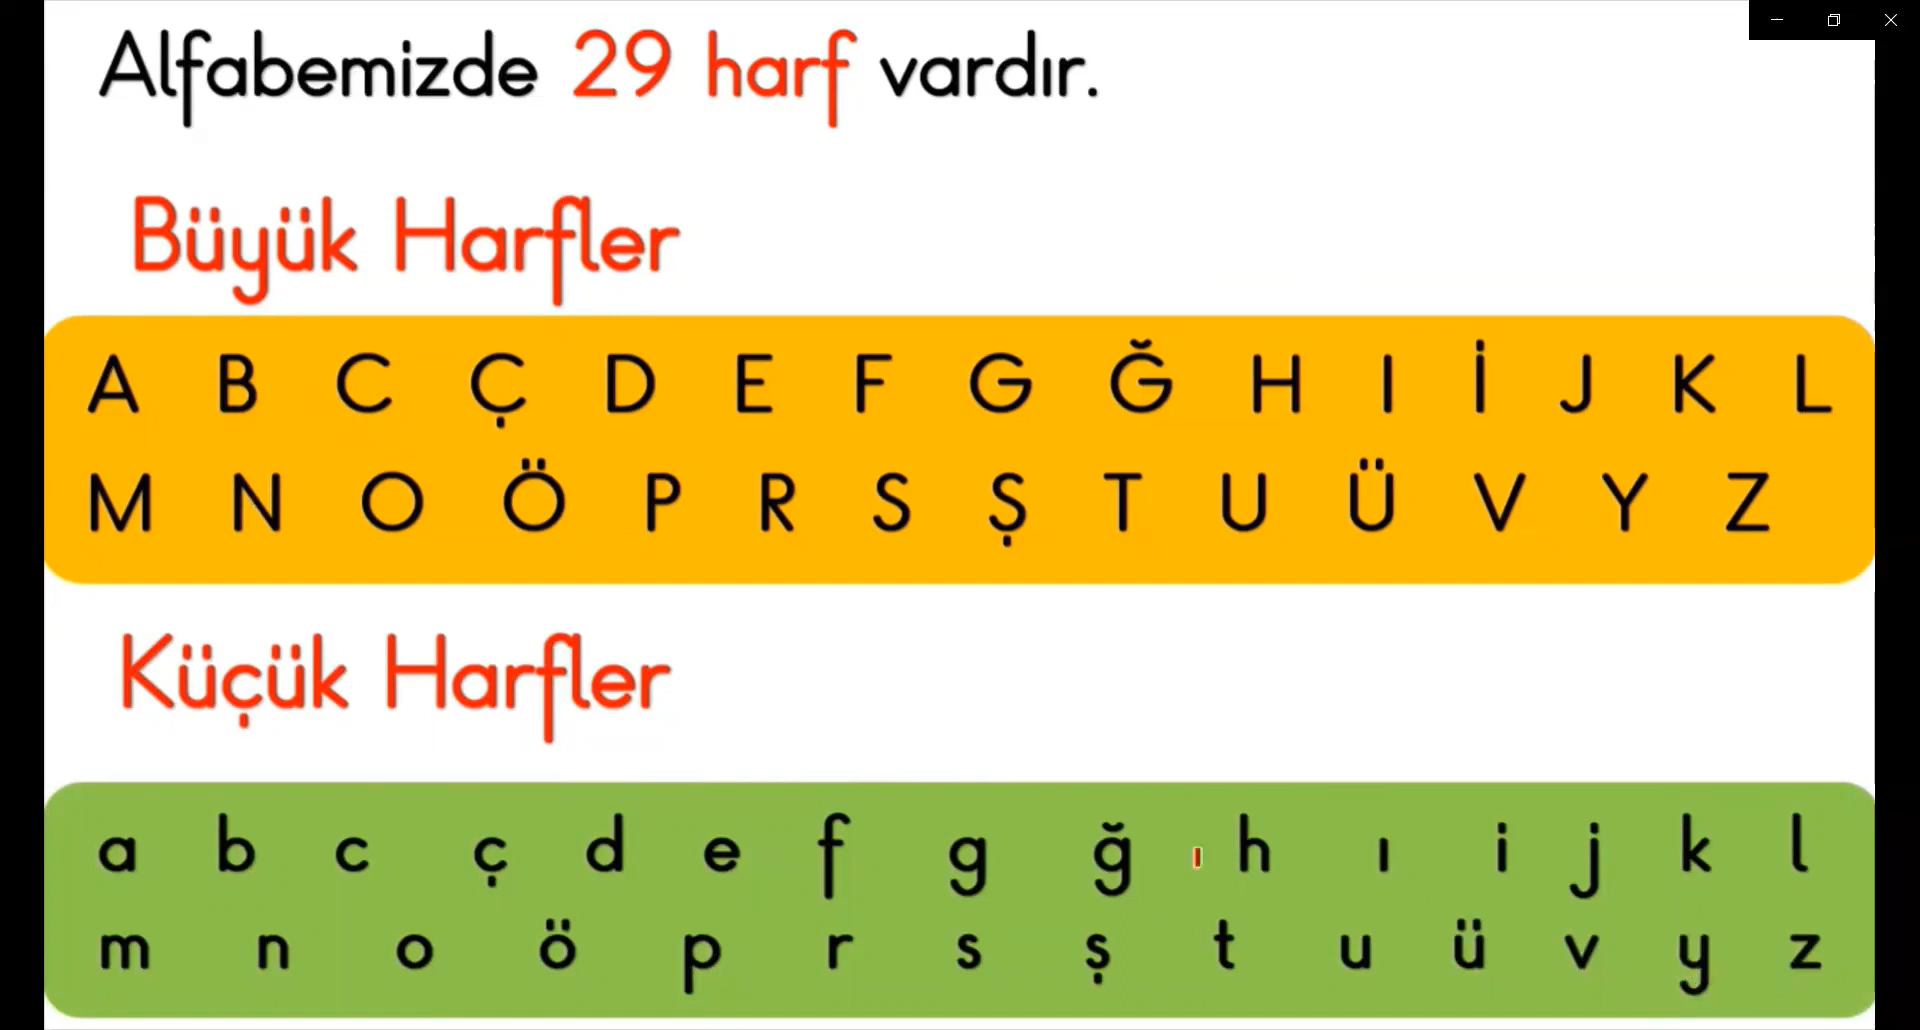 Alfabemizde 29 harf vardır.
Büyük Harfler
A B C Ç D E F G Ğ H I İ J K L
M N O Ö P R S Ş T U Ü V Y Z
Küçük Harfler
a b c ç d e f g ğ h ı i j k l
m n o ö p r s ş t u ü v y z